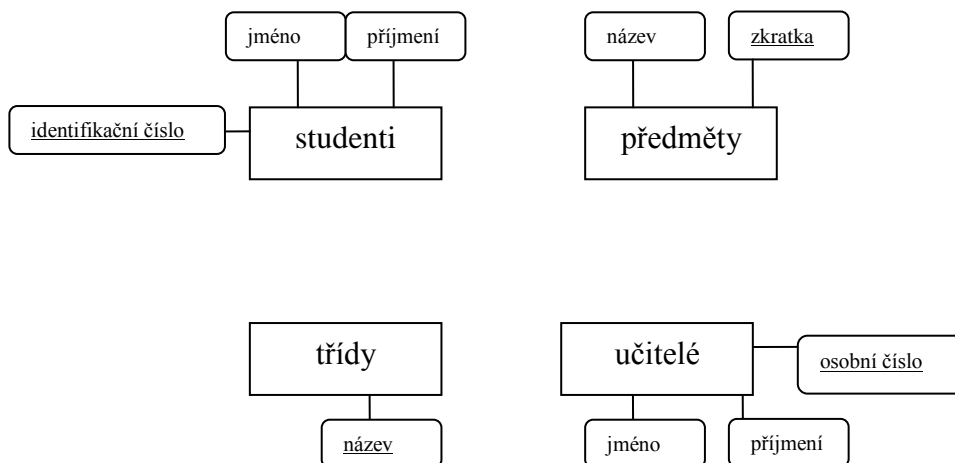 jméno
příjmení
název
zkratka
identifikační číslo
studenti
předměty
třídy
učitelé
osobní číslo
název
jméno
příjmení